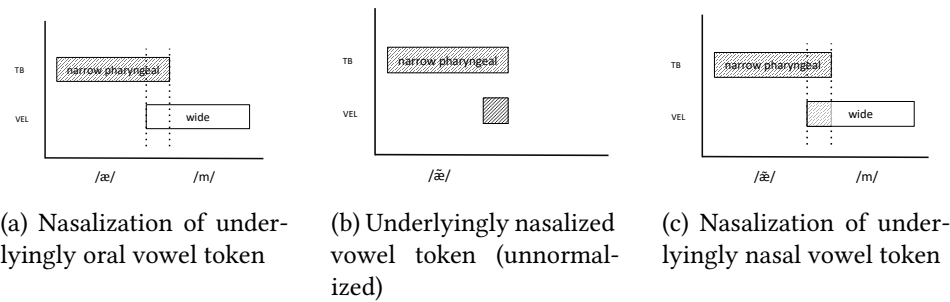 TB
narrow pharyngeal
VEL
wide
/æ/ /m/
TB
narrow pharyngeal
VEL
/æ̃/
TB
narrow pharyngeal
VEL
wide
/æ̃/ /m/
(a) Nasalization of under-
lyingly oral vowel token
(b) Underlyingly nasalized
vowel token (unnormal-
ized)
(c) Nasalization of under-
lyingly nasal vowel token